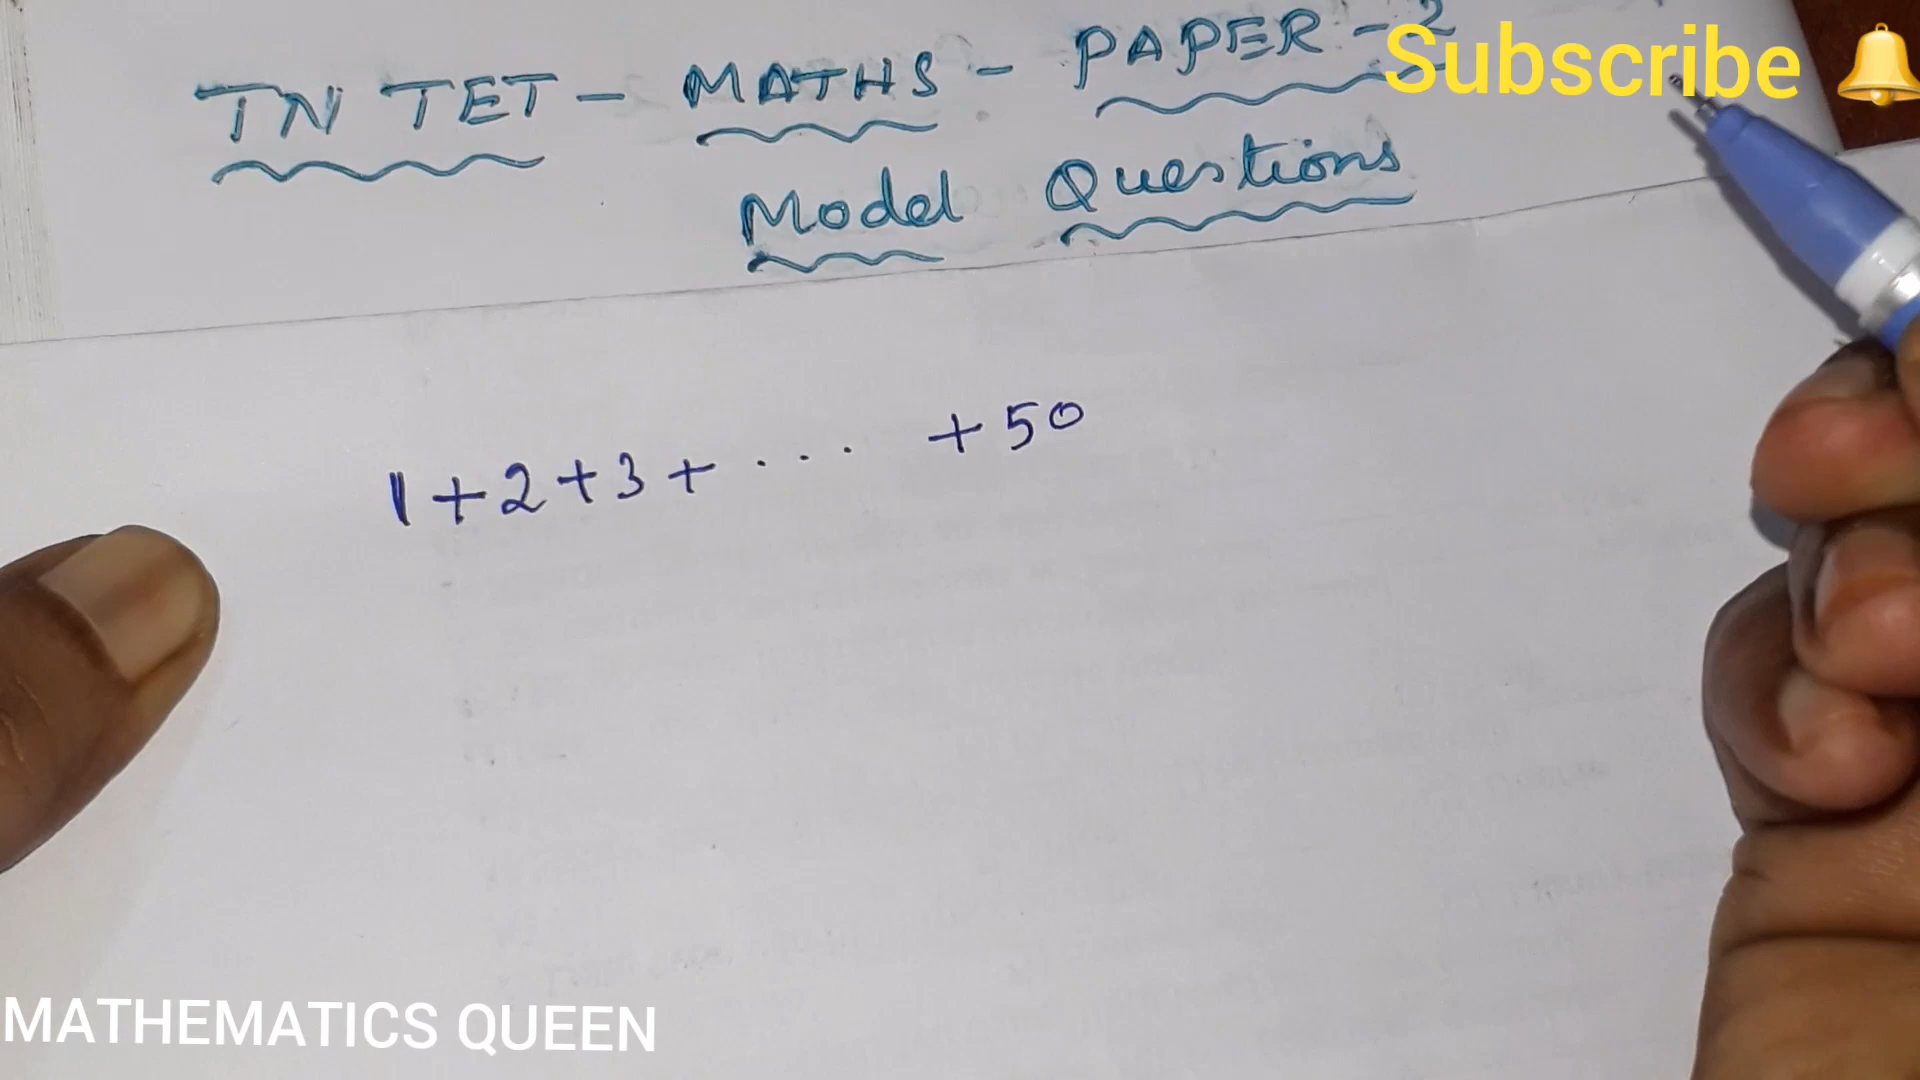 TN TET - MATHS - PAPER - 2
Subscribe
Model Questions
1 + 2 + 3 + . . . . + 50
MATHEMATICS QUEEN